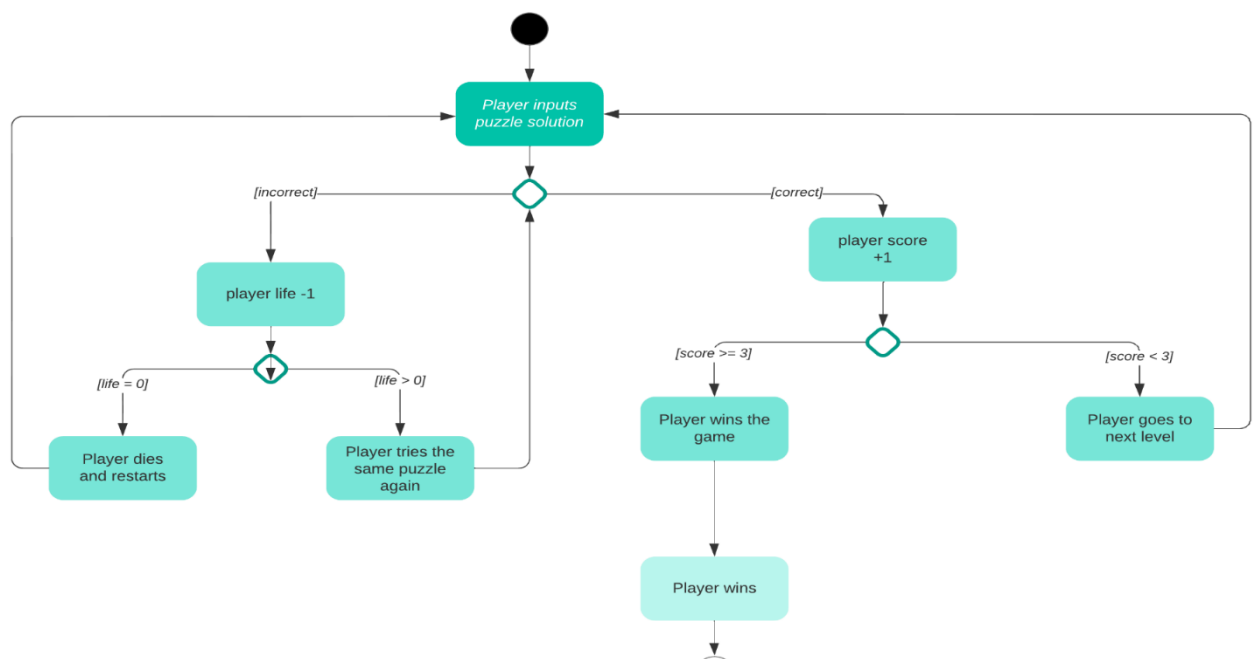 Player inputs
puzzle solution
[incorrect]
[correct]
player score
+1
player life -1
[score >= 3]
[score < 3]
[life = 0]
[life > 0]
Player wins the
game
Player goes to
next level
Player dies
and restarts
Player tries the
same puzzle
again
Player wins